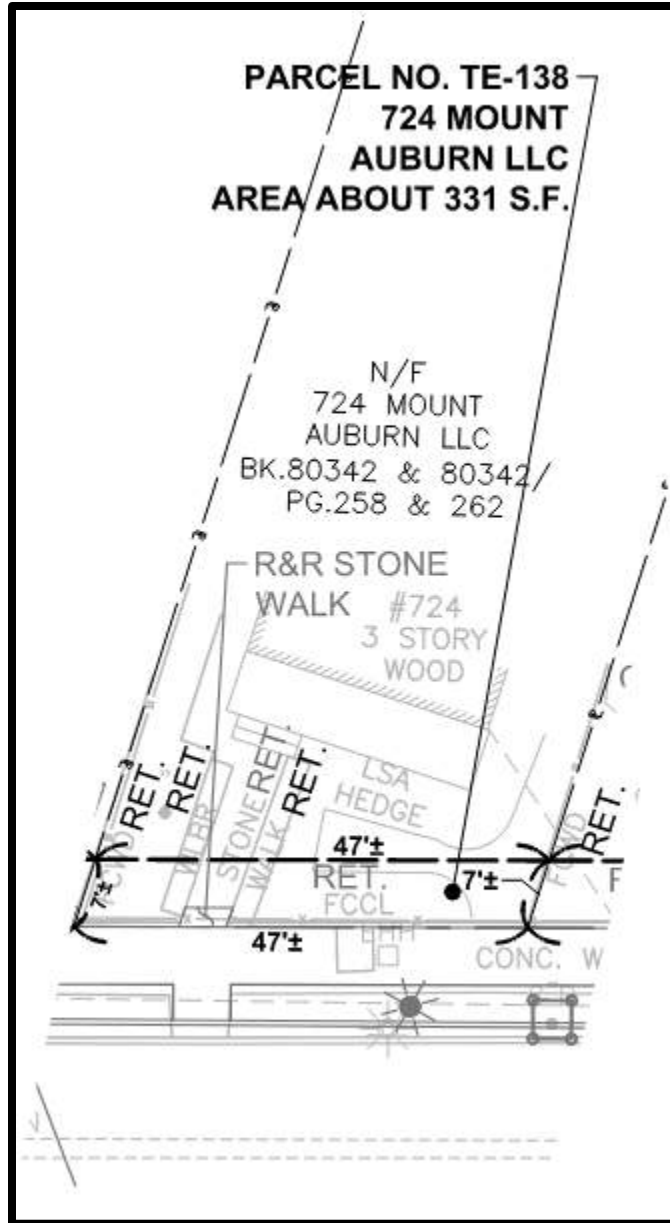 PARCEL NO. TE-138
724 MOUNT
AUBURN LLC
AREA ABOUT 331 S.F.
N/F
724 MOUNT
AUBURN LLC
BK.80342 & 80342/
PG.258 & 262
R&R STONE
WALK
#724
3 STORY
WOOD
RET.
RET.
RET.
RET.
LSA
HEDGE
STONE
WALK
RET.
47'±
7'±
RET.
7'±
FCCL
47'±
CONC. W